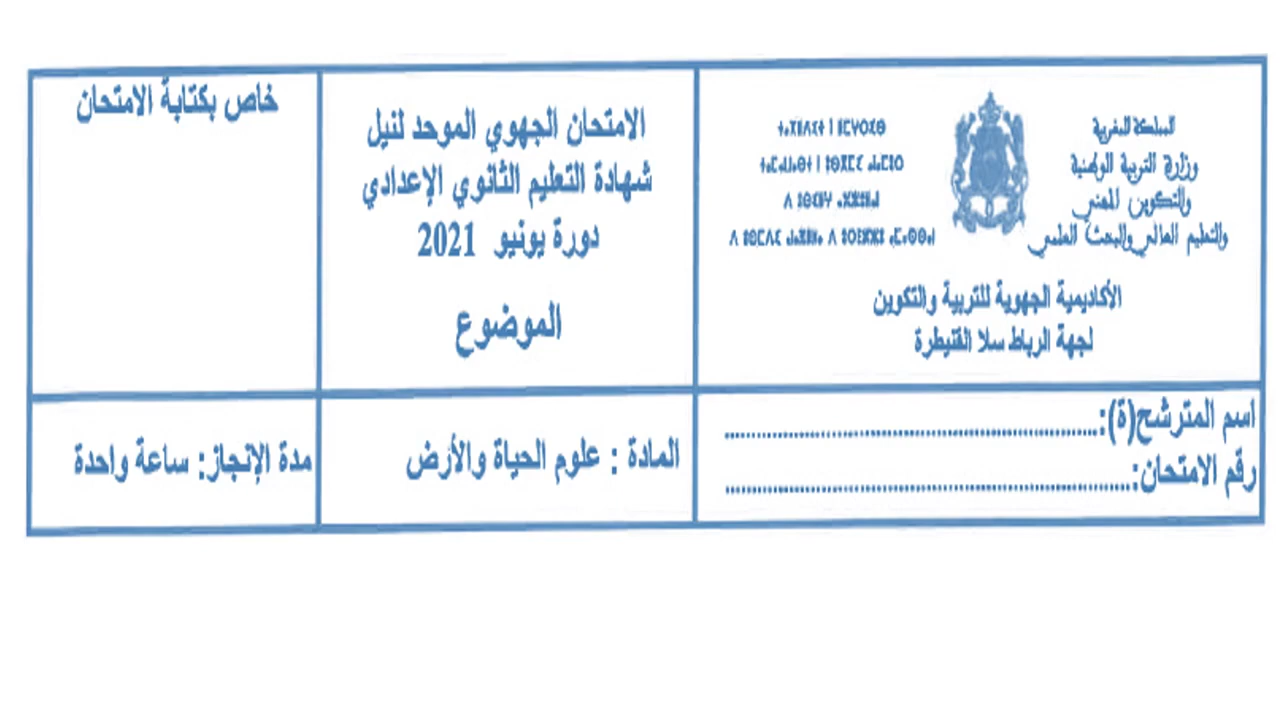 المملكة المغربية
وزارة التربية الوطنية
والتكوين المهني
والتعليم العالي والبحث العلمي
ⵜⴰⴳⵍⴷⵉⵜ ⵏ ⵍⵎⵖⵔⵉⴱ
الأكاديمية الجهوية للتربية والتكوين
لجهة الرباط سلا القنيطرة
الامتحان الجهوي الموحد لنيل
شهادة التعليم الثانوي الإعدادي
دورة يونيو 2021
الموضوع
خاص بكتابة الامتحان
اسم المترشح(ة):
رقم الامتحان:
المادة : علوم الحياة والأرض
مدة الإنجاز: ساعة واحدة